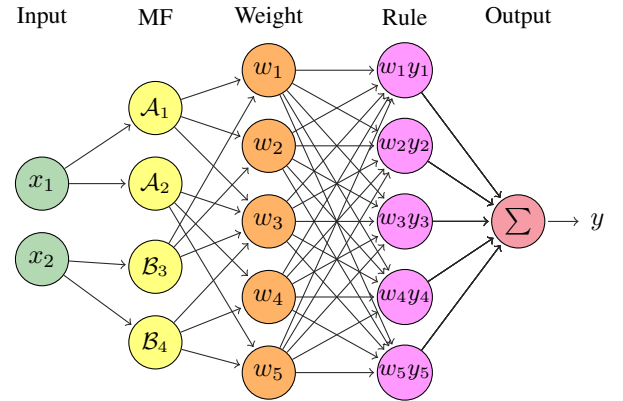 Input MF Weight Rule Output
x₁
x₂
𝒜₁
𝒜₂
ℬ₃
ℬ₄
w₁
w₂
w₃
w₄
w₅
w₁y₁
w₂y₂
w₃y₃
w₄y₄
w₅y₅
∑
y